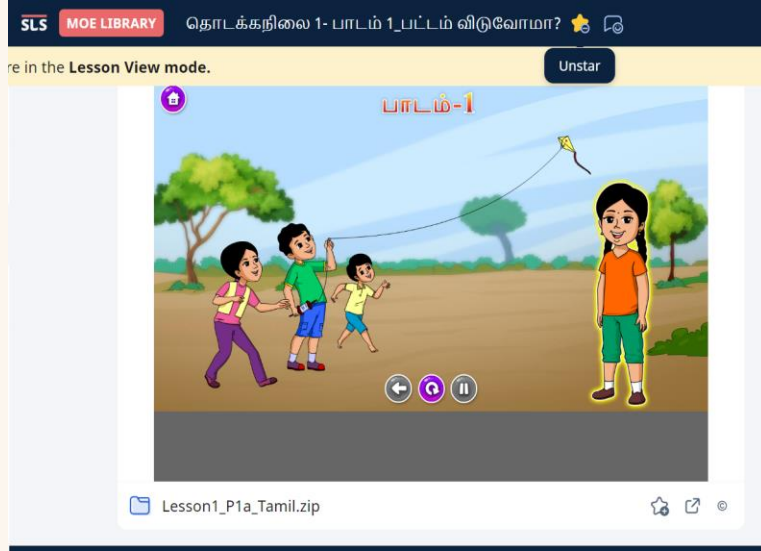 SLS MOE LIBRARY தொடக்கநிலை 1- பாடம் 1_பட்டம் விடுவோமா?
re in the Lesson View mode.
Unstar
பாடம்-1
Lesson1_P1a_Tamil.zip ©